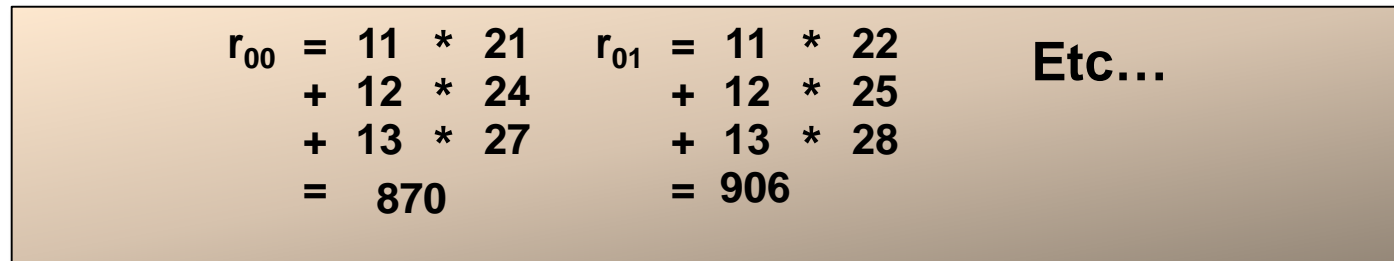 r₀₀ = 11 * 21 r₀₁ = 11 * 22 Etc…
+ 12 * 24 + 12 * 25
+ 13 * 27 + 13 * 28
= 870 = 906